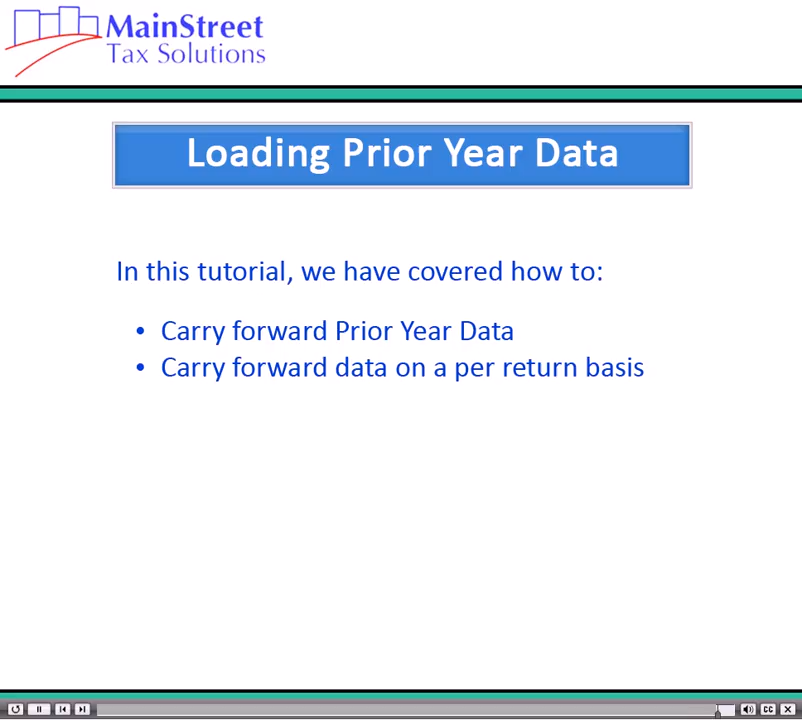 MainStreet
Tax Solutions
Loading Prior Year Data
In this tutorial, we have covered how to:
• Carry forward Prior Year Data
• Carry forward data on a per return basis
CC